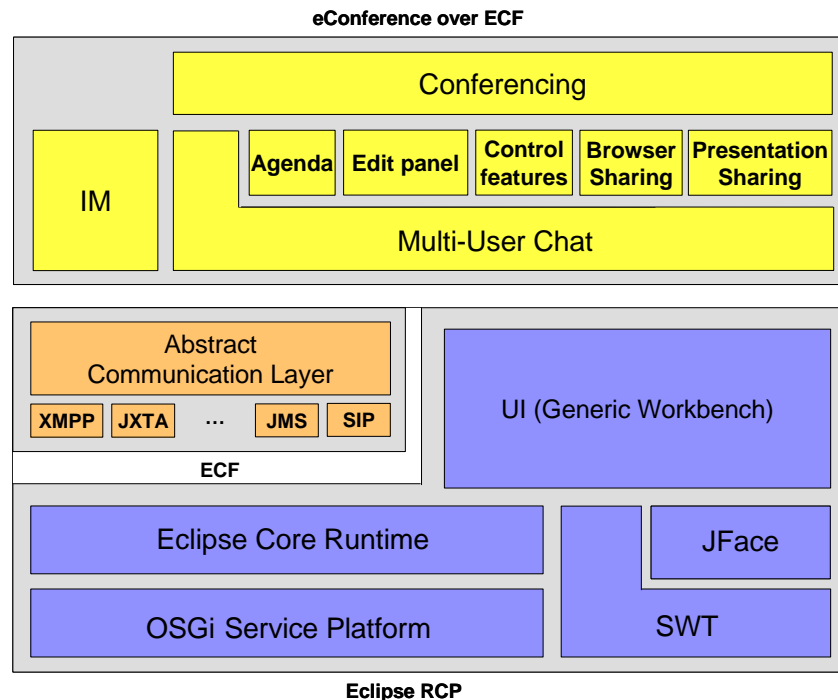 eConference over ECF
Conferencing
IM
Agenda
Edit panel
Control
features
Browser
Sharing
Presentation
Sharing
Multi-User Chat
Abstract
Communication Layer
XMPP
JXTA
...
JMS
SIP
ECF
UI (Generic Workbench)
Eclipse Core Runtime
JFace
OSGi Service Platform
SWT
Eclipse RCP